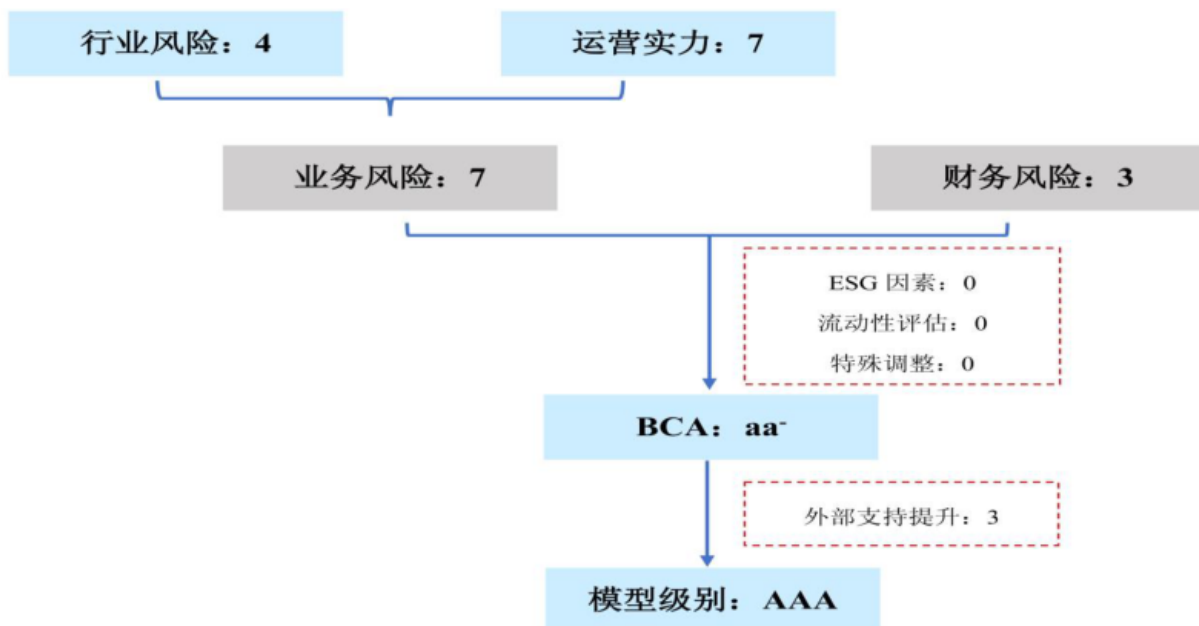 行业风险：4
运营实力：7
业务风险：7
财务风险：3
ESG 因素：0
流动性评估：0
特殊调整：0
BCA：aa-
外部支持提升：3
模型级别：AAA